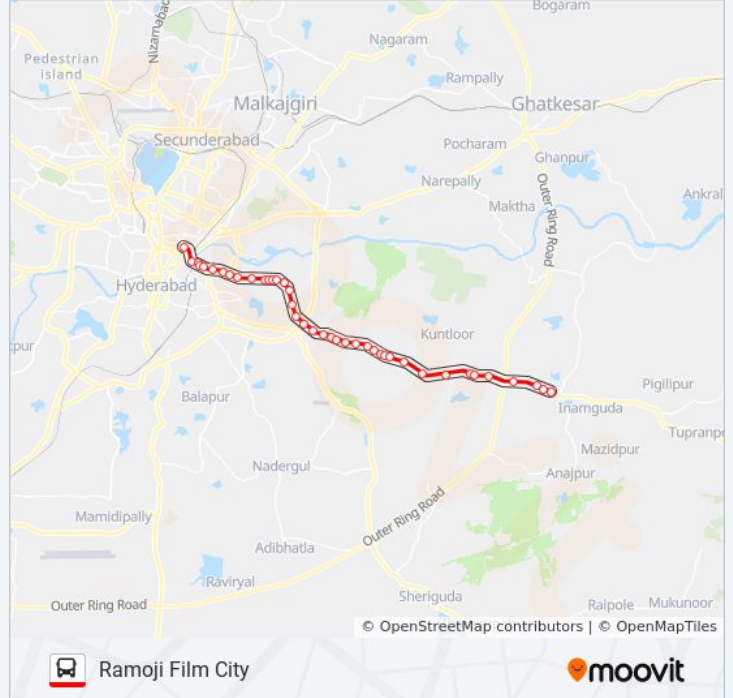 Bogaram
Nizamabad
Nagaram
Pedestrian
island
Rampally
Malkajgiri
Ghatkesar
Secunderabad
Pocharam
Ghanpur
Narepally
Ankral
Maktha
Outer Ring Road
Hyderabad
Kuntloor
pur
Balapur
Pigilipur
Inamguda
Turanpe
Mazidpur
Nadergul
Anajpur
Outer Ring Road
Mamidipally
Adibhatla
Raviryal
Sheriguda
Outer Ring Road
Raipole Mukunoor
© OpenStreetMap contributors | © OpenMapTiles
Ramoji Film City
moovit